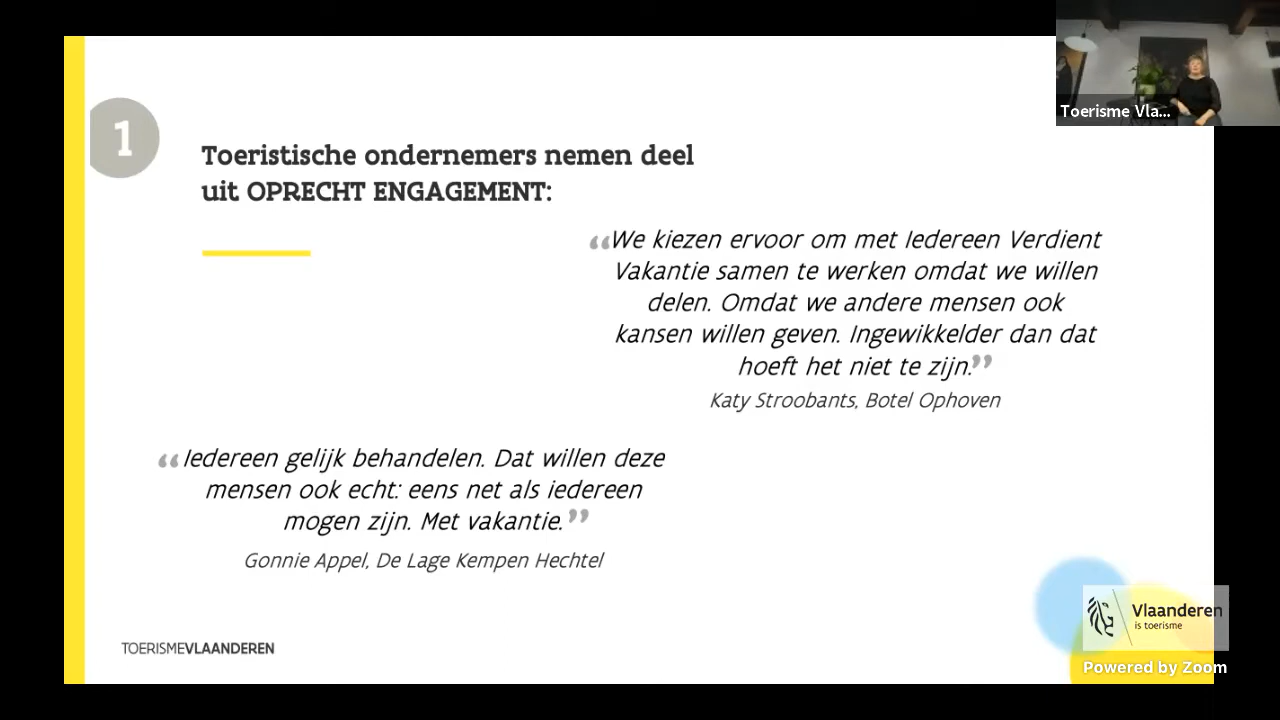 Toerisme Vla...
1
Toeristische ondernemers nemen deel
uit OPRECHT ENGAGEMENT:
“We kiezen ervoor om met Iedereen Verdient
Vakantie samen te werken omdat we willen
delen. Omdat we andere mensen ook
kansen willen geven. Ingewikkelder dan dat
hoeft het niet te zijn.”
Katy Stroobants, Botel Ophoven
“Iedereen gelijk behandelen. Dat willen deze
mensen ook echt: eens net als iedereen
mogen zijn. Met vakantie.”
Gonnie Appel, De Lage Kempen Hechtel
TOERISMEVLAANDEREN
Vlaanderen
is toerisme
Powered by Zoom